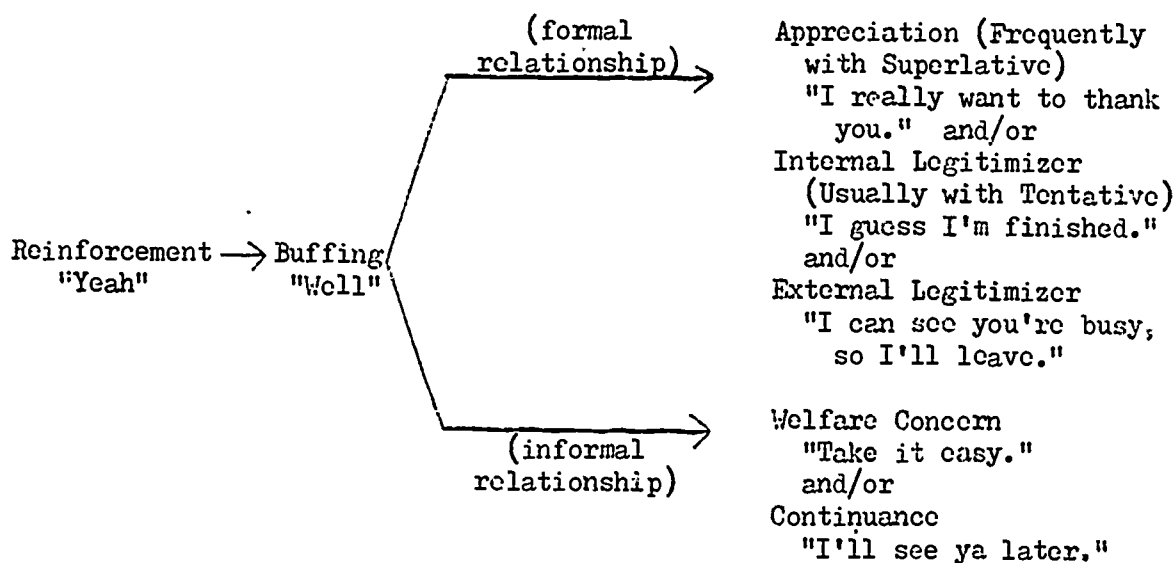 (formal
relationship)
Appreciation (Frequently
with Superlative)
"I really want to thank
you." and/or
Internal Legitimizer
(Usually with Tentative)
"I guess I'm finished."
and/or
External Legitimizer
"I can see you're busy,
so I'll leave."
Reinforcement
"Yeah"
Buffing
"Well"
(informal
relationship)
Welfare Concern
"Take it easy."
and/or
Continuance
"I'll see ya later."